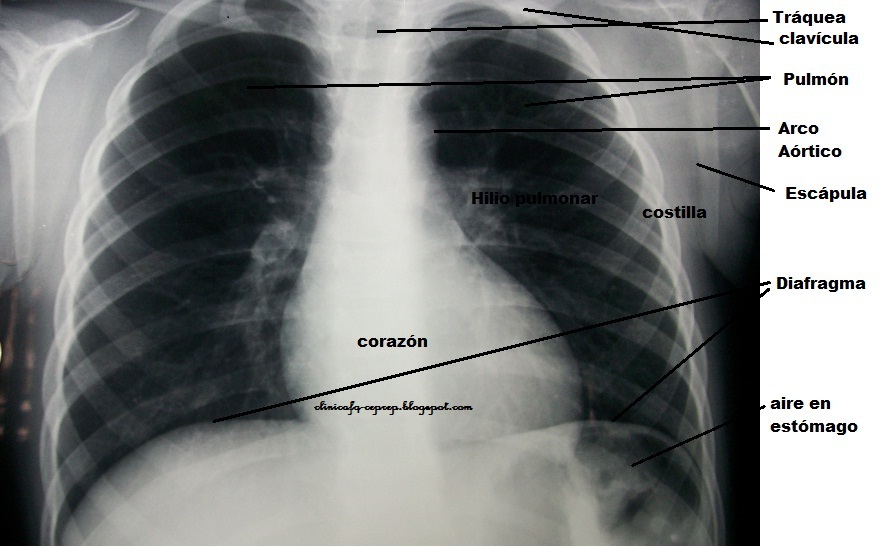 Tráquea
clavícula
Pulmón
Arco
Aórtico
Escápula
Hilio pulmonar
costilla
Diafragma
corazón
aire en
estómago
clinicafq-ceprep.blogspot.com